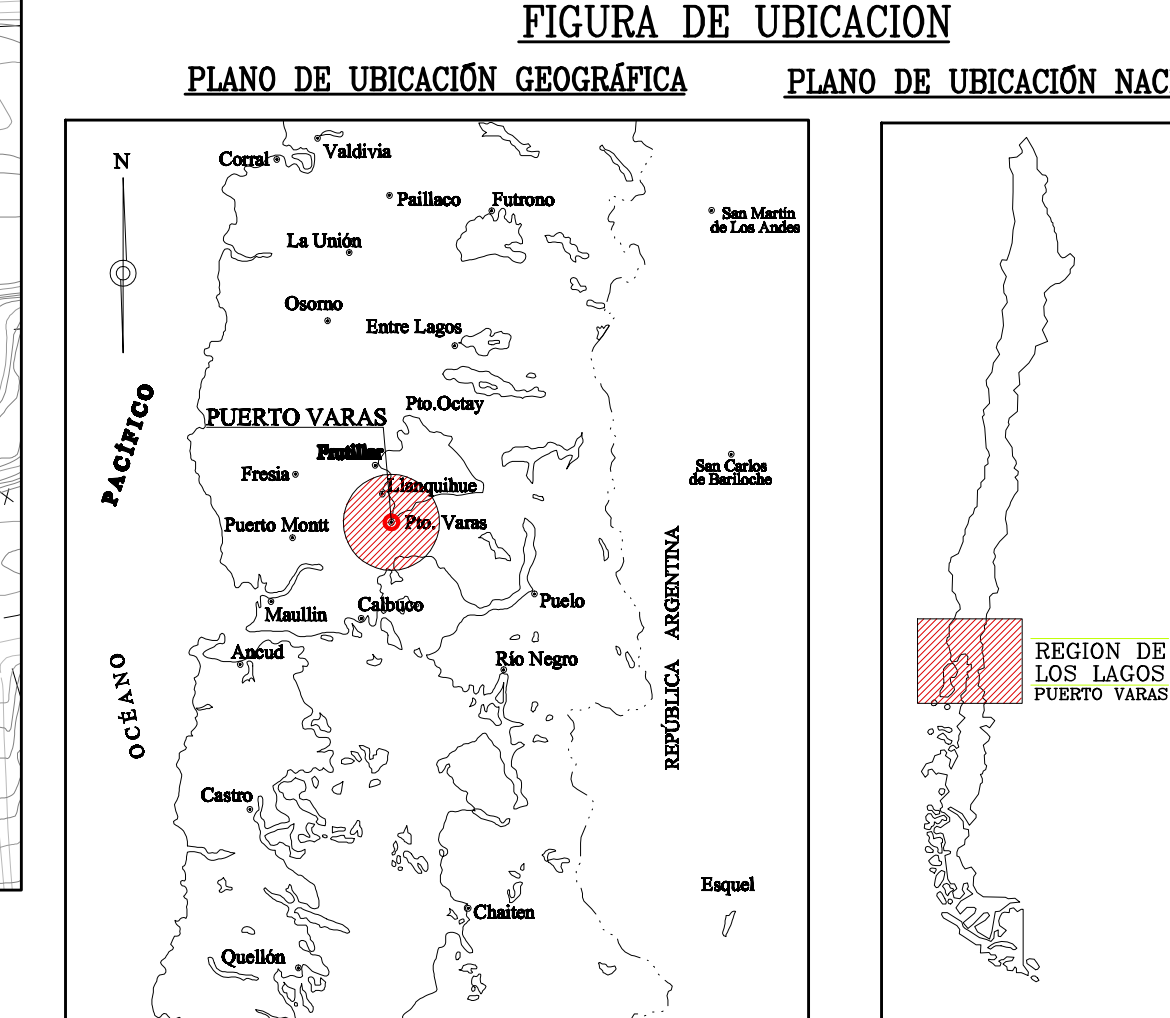 FIGURA DE UBICACION
PLANO DE UBICACIÓN GEOGRÁFICA
PLANO DE UBICACIÓN NAC
N
Corral
Valdivia
Paillaco
Futrono
San Martín
de Los Andes
La Unión
Osorno
Entre Lagos
PACÍFICO
PUERTO VARAS
Pto.Octay
Frutillar
Fresia
Llanquihue
San Carlos
de Bariloche
Puerto Montt
Pto. Varas
REPÚBLICA ARGENTINA
Maullin
Calbuco
Puelo
OCÉANO
Ancud
Río Negro
REGION DE
LOS LAGOS
PUERTO VARAS
Castro
Esquel
Chaiten
Quellón